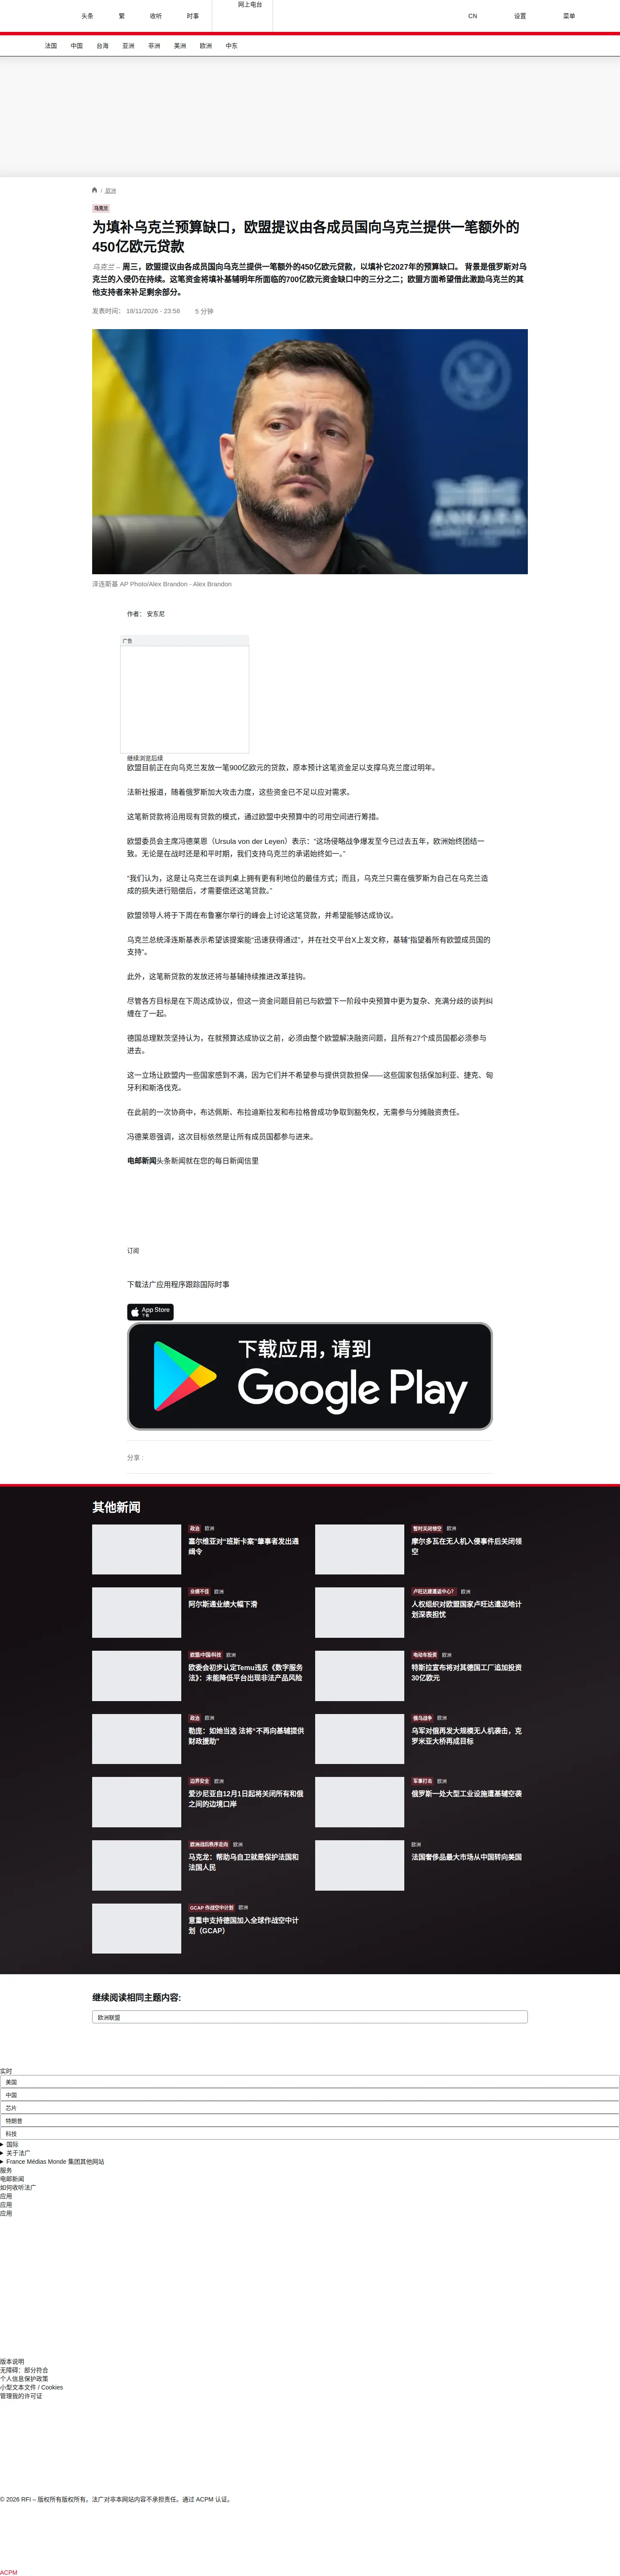 头条
繁
收听
时事
网上电台
CN
设置
菜单
法国
中国
台海
亚洲
非洲
美洲
欧洲
中东
/ 欧洲
乌克兰
为填补乌克兰预算缺口，欧盟提议由各成员国向乌克兰提供一笔额外的
450亿欧元贷款
乌克兰 – 周三，欧盟提议由各成员国向乌克兰提供一笔额外的450亿欧元贷款，以填补它2027年的预算缺口。 背景是俄罗斯对乌
克兰的入侵仍在持续。这笔资金将填补基辅明年所面临的700亿欧元资金缺口中的三分之二；欧盟方面希望借此激励乌克兰的其
他支持者来补足剩余部分。
发表时间： 18/11/2026 - 23:58
5 分钟
泽连斯基 AP Photo/Alex Brandon - Alex Brandon
作者： 安东尼
广告
继续浏览后续
欧盟目前正在向乌克兰发放一笔900亿欧元的贷款，原本预计这笔资金足以支撑乌克兰度过明年。
法新社报道，随着俄罗斯加大攻击力度，这些资金已不足以应对需求。
这笔新贷款将沿用现有贷款的模式，通过欧盟中央预算中的可用空间进行筹措。
欧盟委员会主席冯德莱恩（Ursula von der Leyen）表示：“这场侵略战争爆发至今已过去五年，欧洲始终团结一
致。无论是在战时还是和平时期，我们支持乌克兰的承诺始终如一。”
“我们认为，这是让乌克兰在谈判桌上拥有更有利地位的最佳方式；而且，乌克兰只需在俄罗斯为自己在乌克兰造
成的损失进行赔偿后，才需要偿还这笔贷款。”
欧盟领导人将于下周在布鲁塞尔举行的峰会上讨论这笔贷款，并希望能够达成协议。
乌克兰总统泽连斯基表示希望该提案能“迅速获得通过”，并在社交平台X上发文称，基辅“指望着所有欧盟成员国的
支持”。
此外，这笔新贷款的发放还将与基辅持续推进改革挂钩。
尽管各方目标是在下周达成协议，但这一资金问题目前已与欧盟下一阶段中央预算中更为复杂、充满分歧的谈判纠
缠在了一起。
德国总理默茨坚持认为，在就预算达成协议之前，必须由整个欧盟解决融资问题，且所有27个成员国都必须参与
进去。
这一立场让欧盟内一些国家感到不满，因为它们并不希望参与提供贷款担保——这些国家包括保加利亚、捷克、匈
牙利和斯洛伐克。
在此前的一次协商中，布达佩斯、布拉迪斯拉发和布拉格曾成功争取到豁免权，无需参与分摊融资责任。
冯德莱恩强调，这次目标依然是让所有成员国都参与进来。
电邮新闻头条新闻就在您的每日新闻信里
订阅
下载法广应用程序跟踪国际时事
App Store
下载
下载应用，请到
Google Play
分享 :
其他新闻
政治 欧洲
塞尔维亚对“班斯卡案”肇事者发出通
缉令
暂时关闭领空 欧洲
摩尔多瓦在无人机入侵事件后关闭领
空
业绩不佳 欧洲
阿尔斯通业绩大幅下滑
卢旺达建遣返中心？ 欧洲
人权组织对欧盟国家卢旺达遣送地计
划深表担忧
欧盟/中国/科技 欧洲
欧委会初步认定Temu违反《数字服务
法》：未能降低平台出现非法产品风险
电动车投资 欧洲
特斯拉宣布将对其德国工厂追加投资
30亿欧元
政治 欧洲
勒庞：如她当选 法将“不再向基辅提供
财政援助”
俄乌战争 欧洲
乌军对俄再发大规模无人机袭击，克
罗米亚大桥再成目标
边界安全 欧洲
爱沙尼亚自12月1日起将关闭所有和俄
之间的边境口岸
军事打击 欧洲
俄罗斯一处大型工业设施遭基辅空袭
欧洲战后秩序走向 欧洲
马克龙：帮助乌自卫就是保护法国和
法国人民
欧洲
法国奢侈品最大市场从中国转向美国
GCAP 作战空中计划 欧洲
意重申支持德国加入全球作战空中计
划（GCAP）
继续阅读相同主题内容:
欧洲联盟
实时
美国
中国
芯片
特朗普
科技
国际
关于法广
France Médias Monde 集团其他网站
服务
电邮新闻
如何收听法广
应用
应用
应用
版本说明
无障碍：部分符合
个人信息保护政策
小型文本文件 / Cookies
管理我的许可证
© 2026 RFI – 版权所有版权所有。法广对非本网站内容不承担责任。通过 ACPM 认证。
ACPM